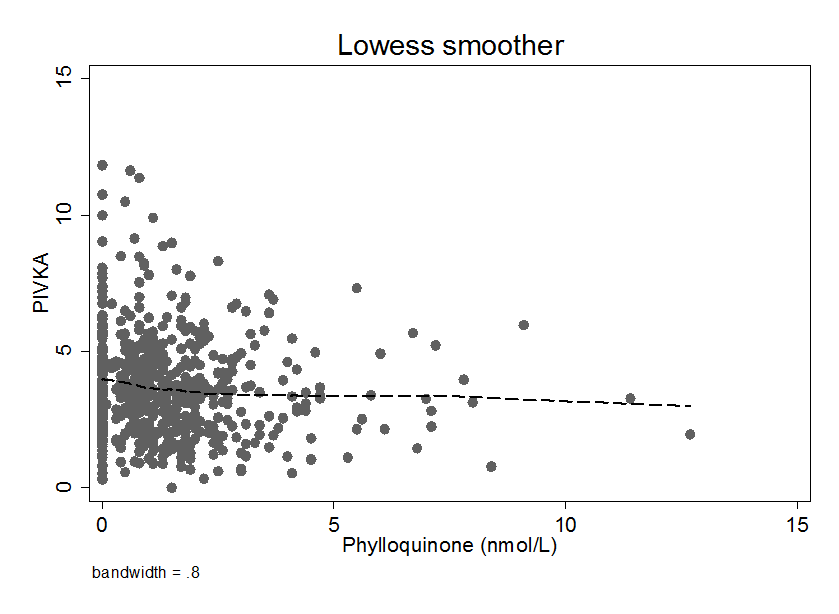 Lowess smoother
15
10
5
0
PIVKA
0 5 10 15
Phylloquinone (nmol/L)
bandwidth = .8